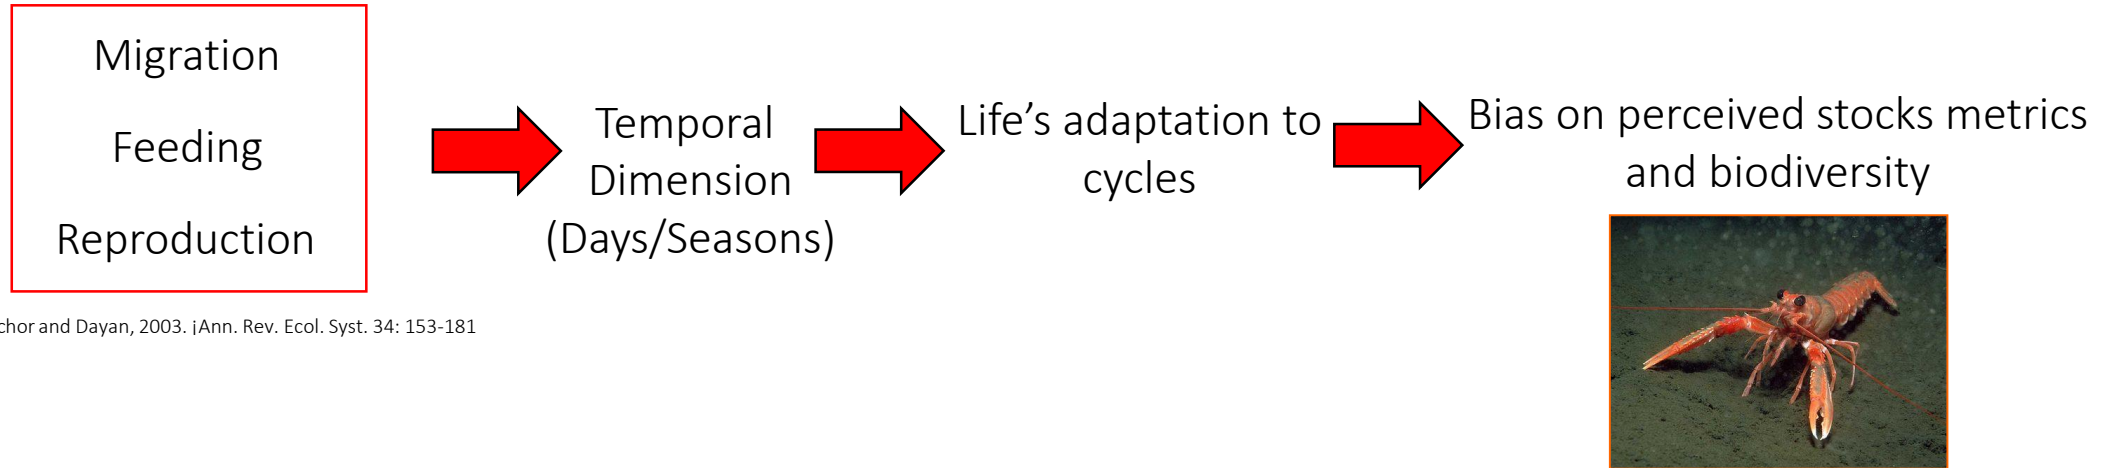 Migration
Feeding
Reproduction
Temporal
Dimension
(Days/Seasons)
Life’s adaptation to
cycles
Bias on perceived stocks metrics
and biodiversity
chor and Dayan, 2003. ¡Ann. Rev. Ecol. Syst. 34: 153-181